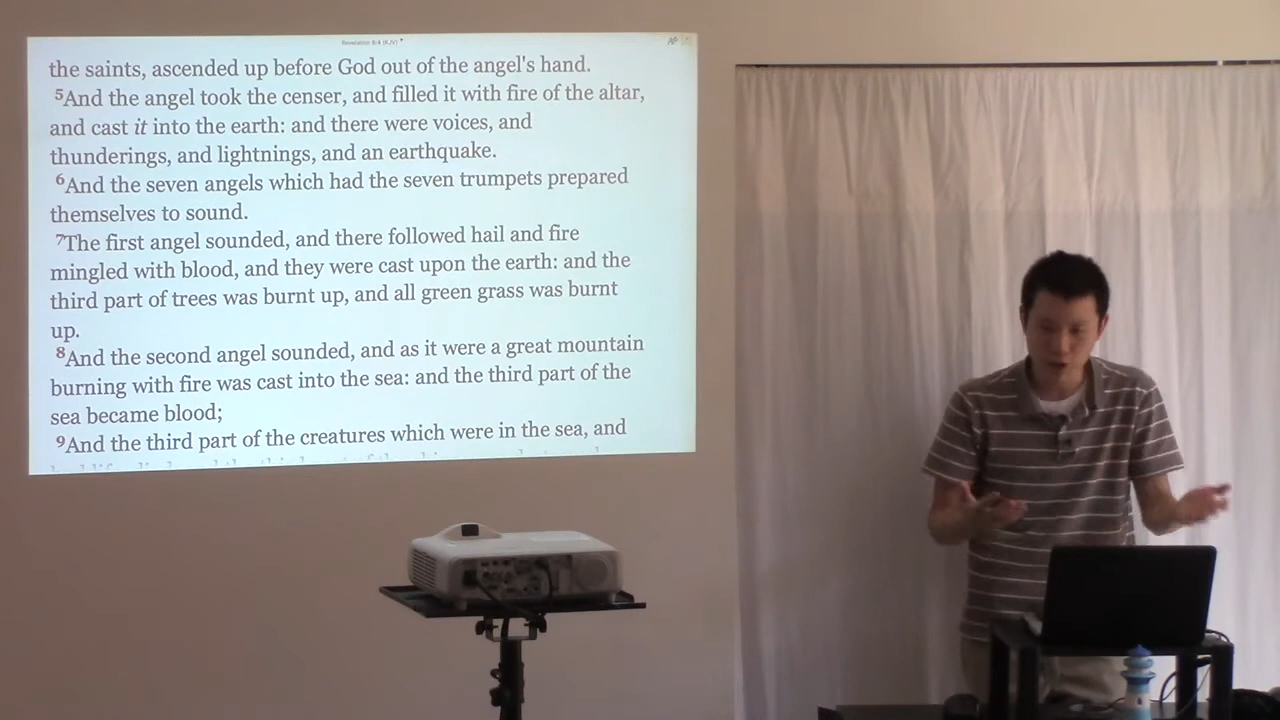 Revelation 8:4 (KJV)
the saints, ascended up before God out of the angel's hand.
5And the angel took the censer, and filled it with fire of the altar,
and cast it into the earth: and there were voices, and
thunderings, and lightnings, and an earthquake.
6And the seven angels which had the seven trumpets prepared
themselves to sound.
7The first angel sounded, and there followed hail and fire
mingled with blood, and they were cast upon the earth: and the
third part of trees was burnt up, and all green grass was burnt
up.
8And the second angel sounded, and as it were a great mountain
burning with fire was cast into the sea: and the third part of the
sea became blood;
9And the third part of the creatures which were in the sea, and